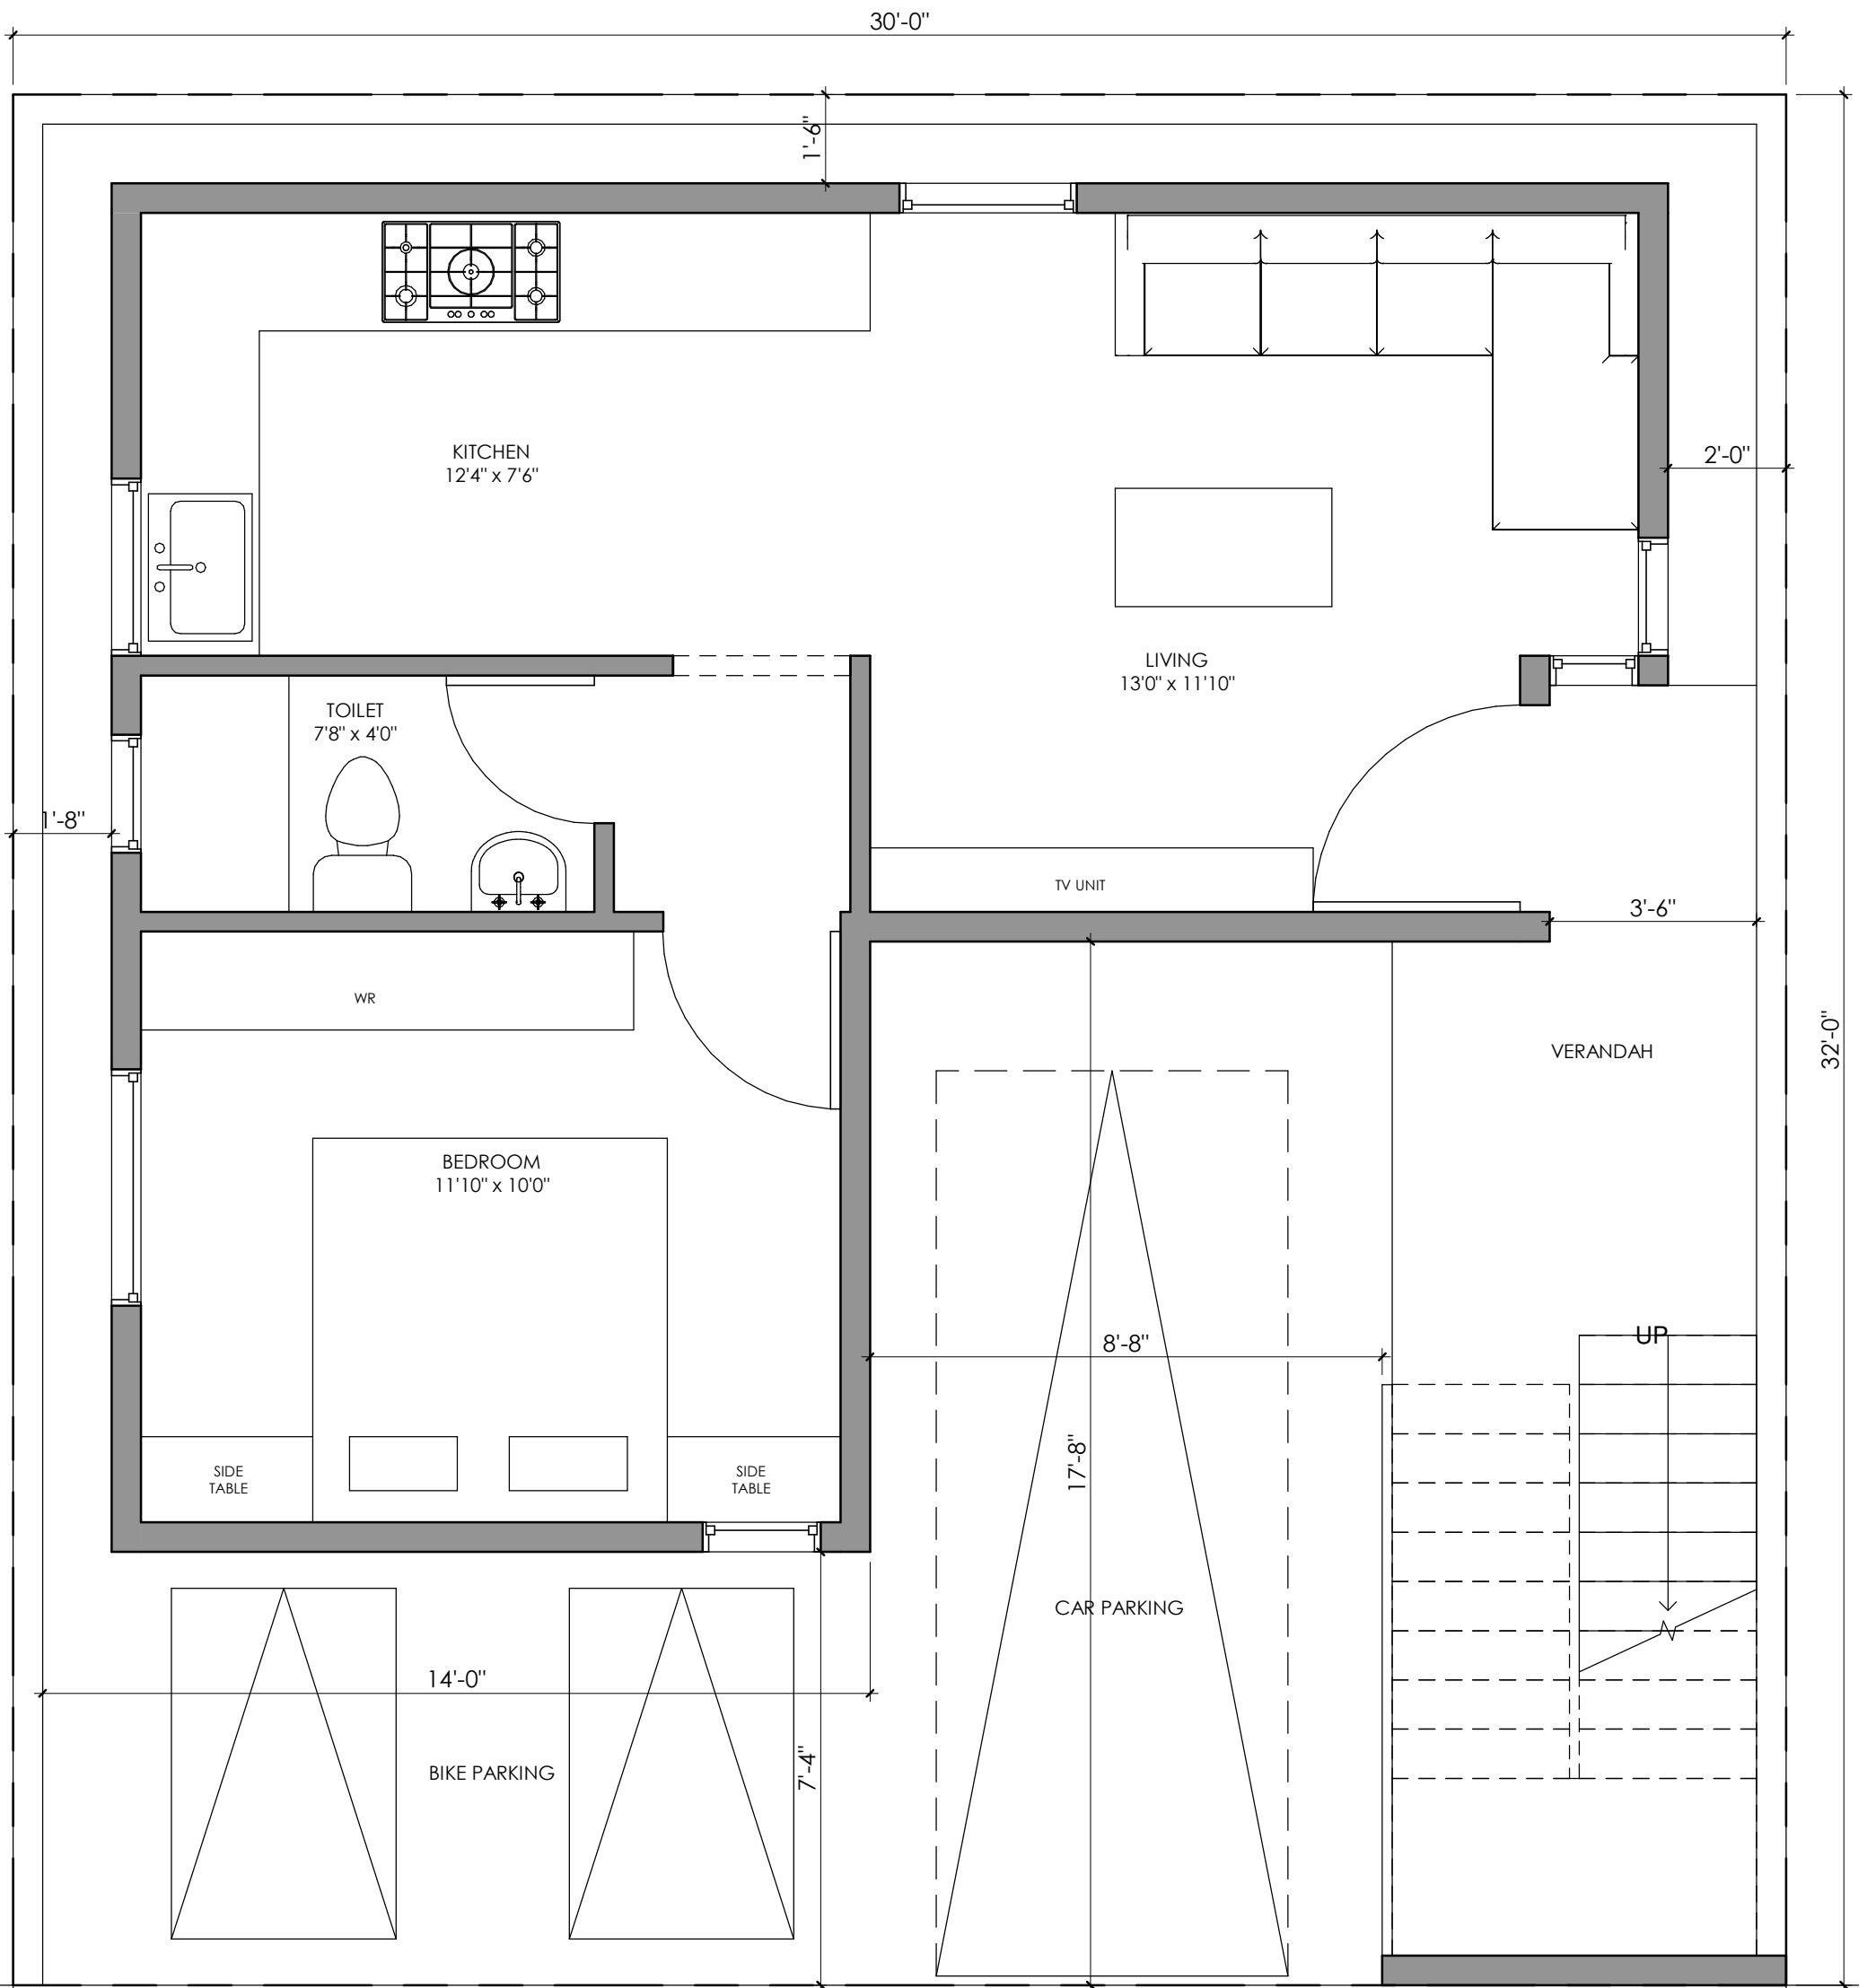 30'-0"
1'-6"
KITCHEN
12'4" x 7'6"
2'-0"
LIVING
13'0" x 11'10"
TOILET
7'8" x 4'0"
1'-8"
TV UNIT
3'-6"
WR
VERANDAH
32'-0"
BEDROOM
11'10" x 10'0"
UP
8'-8"
17'-8"
SIDE
TABLE
SIDE
TABLE
CAR PARKING
14'-0"
7'-4"
BIKE PARKING